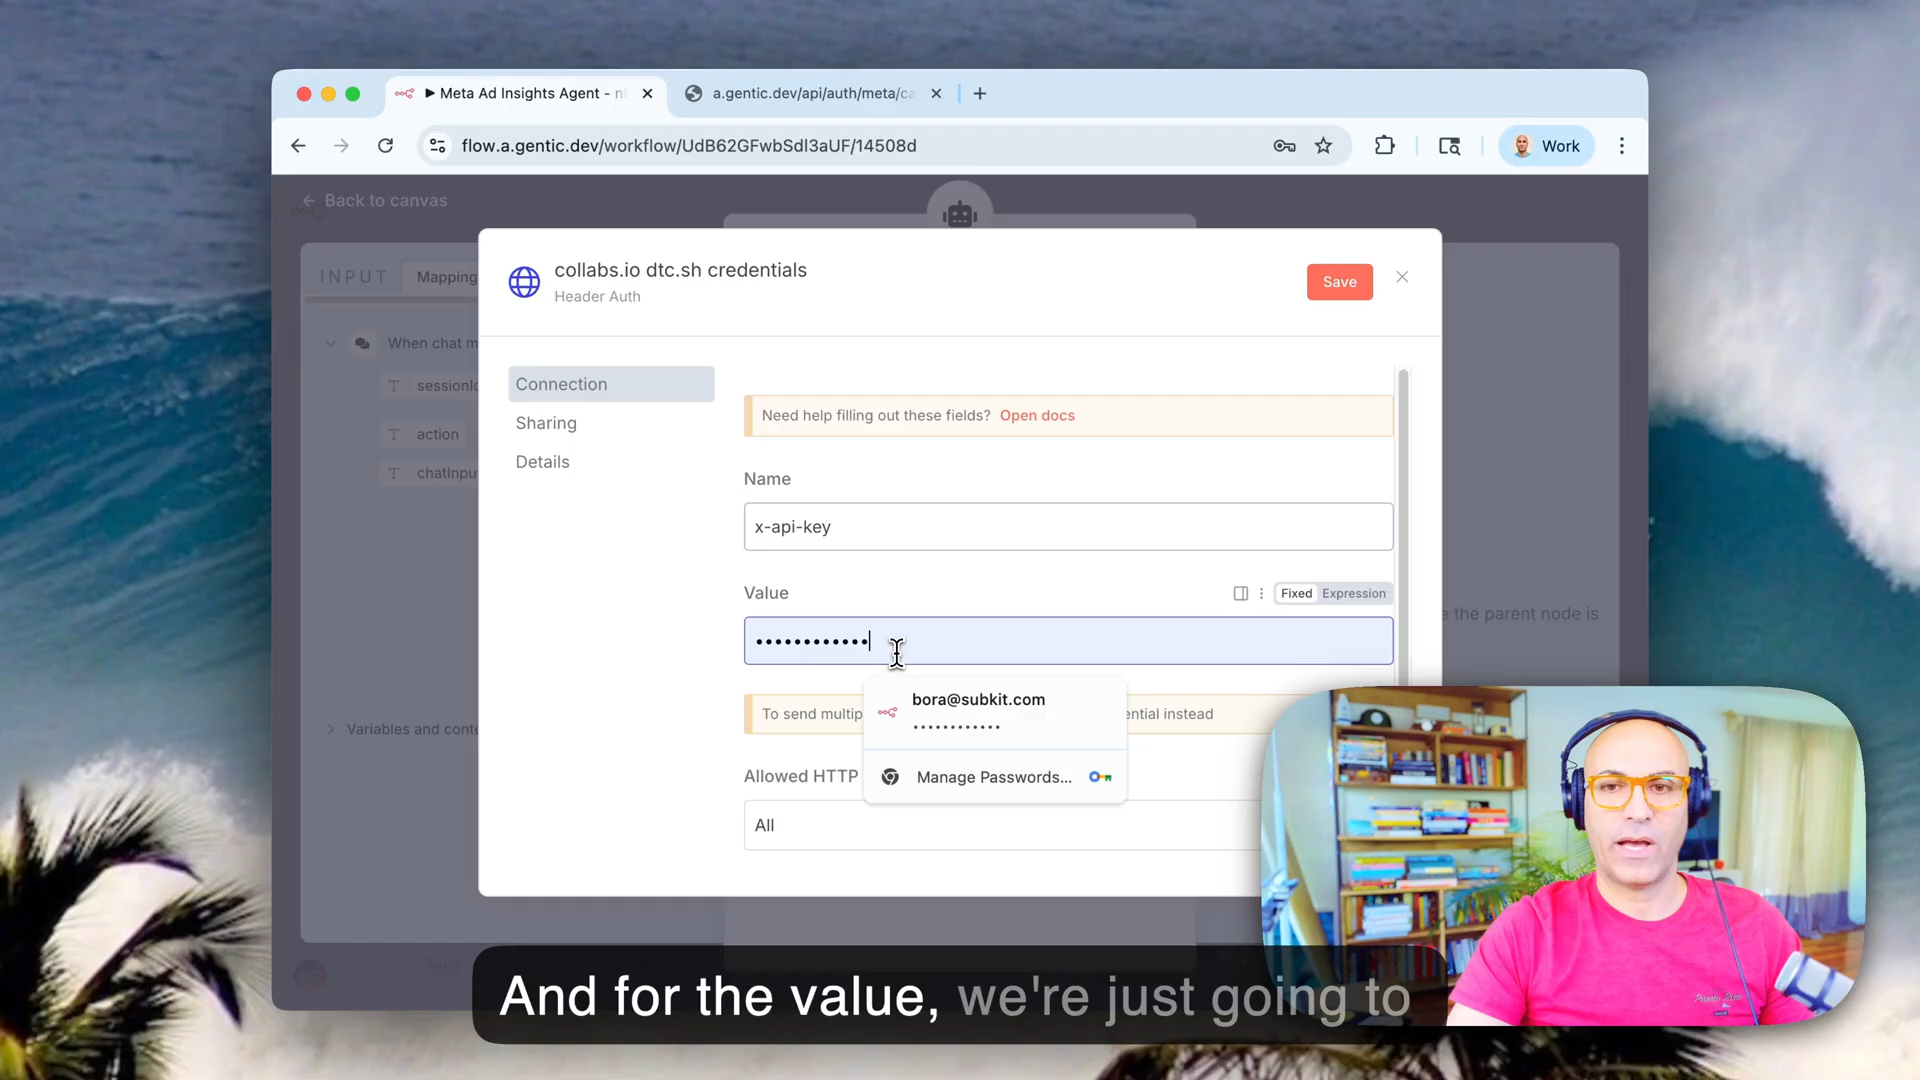 Meta Ad Insights Agent - n
a.gentic.dev/api/auth/meta/ca
flow.a.gentic.dev/workflow/UdB62GFwbSdI3aUF/14508d
Work
Back to canvas
INPUT
Mapping
When chat m
sessionId
action
chatInpu
Variables and conte
collabs.io dtc.sh credentials
Header Auth
Save
Connection
Sharing
Details
Need help filling out these fields? Open docs
Name
x-api-key
Value
Fixed
Expression
••••••••••••
bora@subkit.com
••••••••••••
Manage Passwords...
To send multip
ential instead
Allowed HTTP
All
e the parent node is
And for the value, we're just going to